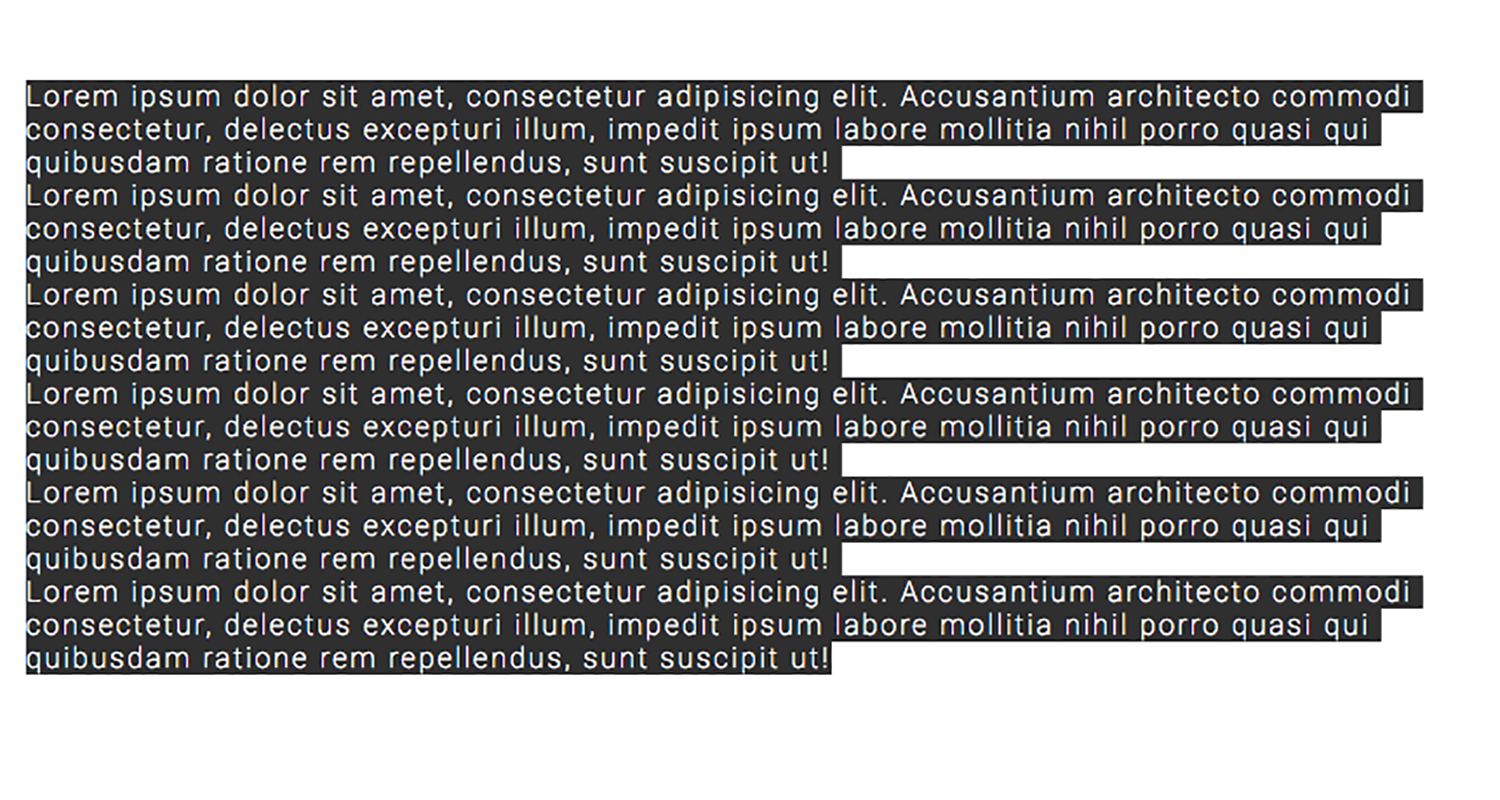 Lorem ipsum dolor sit amet, consectetur adipisicing elit. Accusantium architecto commodi
consectetur, delectus excepturi illum, impedit ipsum labore mollitia nihil porro quasi qui
quibusdam ratione rem repellendus, sunt suscipit ut!
Lorem ipsum dolor sit amet, consectetur adipisicing elit. Accusantium architecto commodi
consectetur, delectus excepturi illum, impedit ipsum labore mollitia nihil porro quasi qui
quibusdam ratione rem repellendus, sunt suscipit ut!
Lorem ipsum dolor sit amet, consectetur adipisicing elit. Accusantium architecto commodi
consectetur, delectus excepturi illum, impedit ipsum labore mollitia nihil porro quasi qui
quibusdam ratione rem repellendus, sunt suscipit ut!
Lorem ipsum dolor sit amet, consectetur adipisicing elit. Accusantium architecto commodi
consectetur, delectus excepturi illum, impedit ipsum labore mollitia nihil porro quasi qui
quibusdam ratione rem repellendus, sunt suscipit ut!
Lorem ipsum dolor sit amet, consectetur adipisicing elit. Accusantium architecto commodi
consectetur, delectus excepturi illum, impedit ipsum labore mollitia nihil porro quasi qui
quibusdam ratione rem repellendus, sunt suscipit ut!
Lorem ipsum dolor sit amet, consectetur adipisicing elit. Accusantium architecto commodi
consectetur, delectus excepturi illum, impedit ipsum labore mollitia nihil porro quasi qui
quibusdam ratione rem repellendus, sunt suscipit ut!